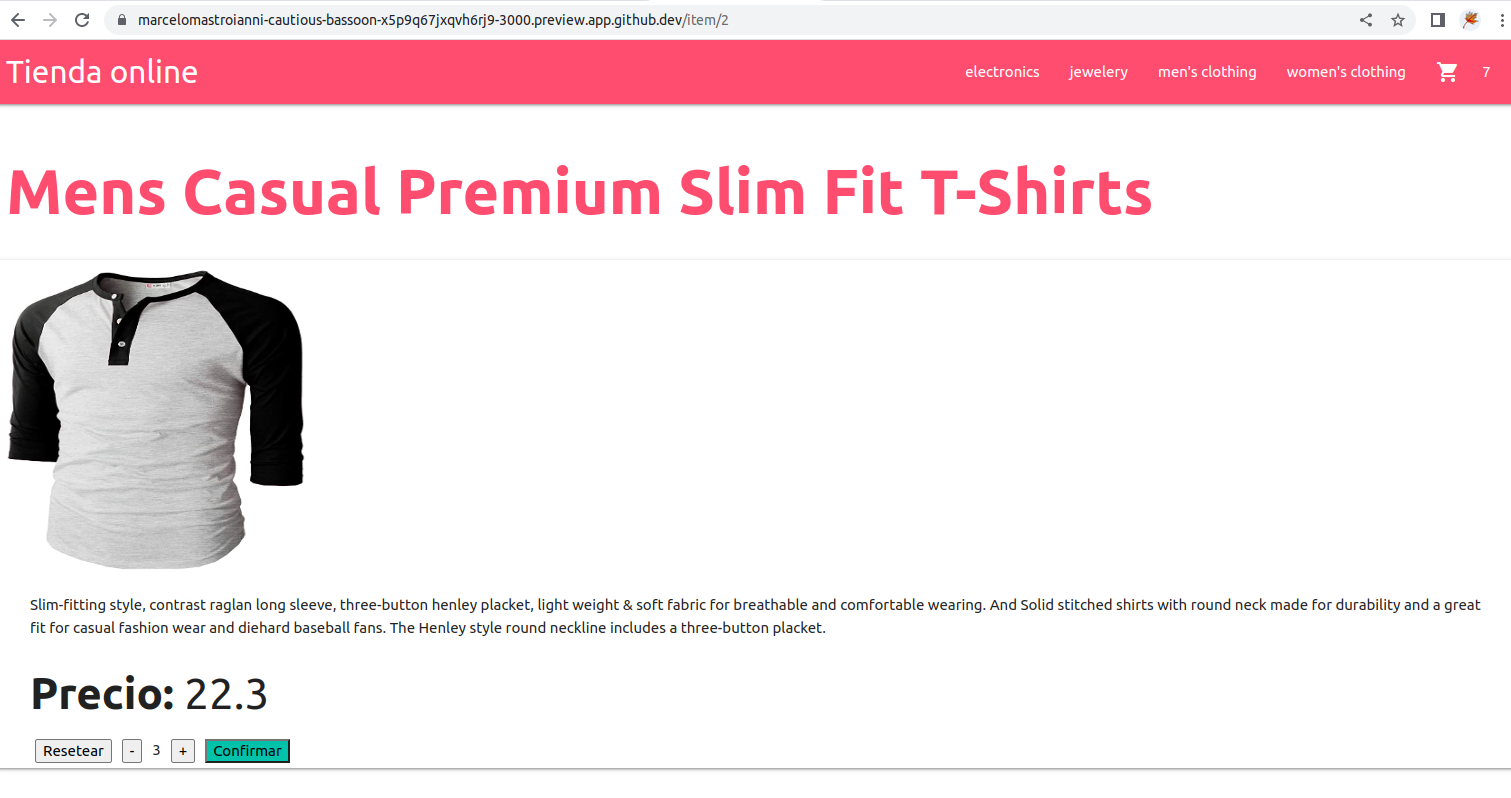 marcelomastroianni-cautious-bassoon-x5p9q67jxqvh6rj9-3000.preview.app.github.dev/item/2
Tienda online electronics jewelery men's clothing women's clothing 7
Mens Casual Premium Slim Fit T-Shirts
Slim-fitting style, contrast raglan long sleeve, three-button henley placket, light weight & soft fabric for breathable and comfortable wearing. And Solid stitched shirts with round neck made for durability and a great
fit for casual fashion wear and diehard baseball fans. The Henley style round neckline includes a three-button placket.
Precio: 22.3
Resetear - 3 + Confirmar